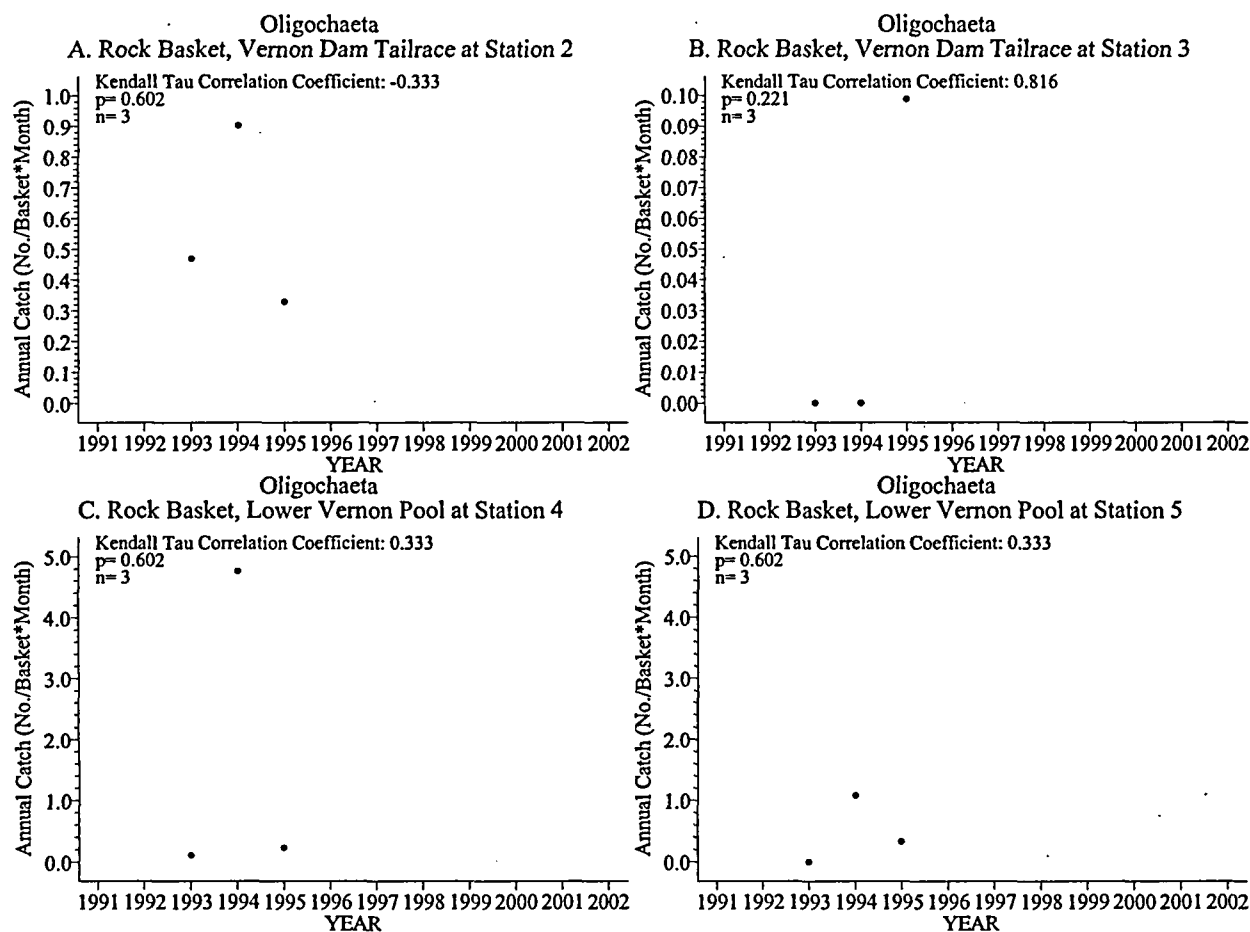 Oligochaeta
A. Rock Basket, Vernon Dam Tailrace at Station 2
Kendall Tau Correlation Coefficient: -0.333
p= 0.602
n= 3
Annual Catch (No./Basket*Month)
1.0
0.9
0.8
0.7
0.6
0.5
0.4
0.3
0.2
0.1
0.0
1991 1992 1993 1994 1995 1996 1997 1998 1999 2000 2001 2002
YEAR
Oligochaeta
B. Rock Basket, Vernon Dam Tailrace at Station 3
Kendall Tau Correlation Coefficient: 0.816
p= 0.221
n= 3
Annual Catch (No./Basket*Month)
0.10
0.09
0.08
0.07
0.06
0.05
0.04
0.03
0.02
0.01
0.00
1991 1992 1993 1994 1995 1996 1997 1998 1999 2000 2001 2002
YEAR
Oligochaeta
C. Rock Basket, Lower Vernon Pool at Station 4
Kendall Tau Correlation Coefficient: 0.333
p= 0.602
n= 3
Annual Catch (No./Basket*Month)
5.0
4.0
3.0
2.0
1.0
0.0
1991 1992 1993 1994 1995 1996 1997 1998 1999 2000 2001 2002
YEAR
Oligochaeta
D. Rock Basket, Lower Vernon Pool at Station 5
Kendall Tau Correlation Coefficient: 0.333
p= 0.602
n= 3
Annual Catch (No./Basket*Month)
5.0
4.0
3.0
2.0
1.0
0.0
1991 1992 1993 1994 1995 1996 1997 1998 1999 2000 2001 2002
YEAR